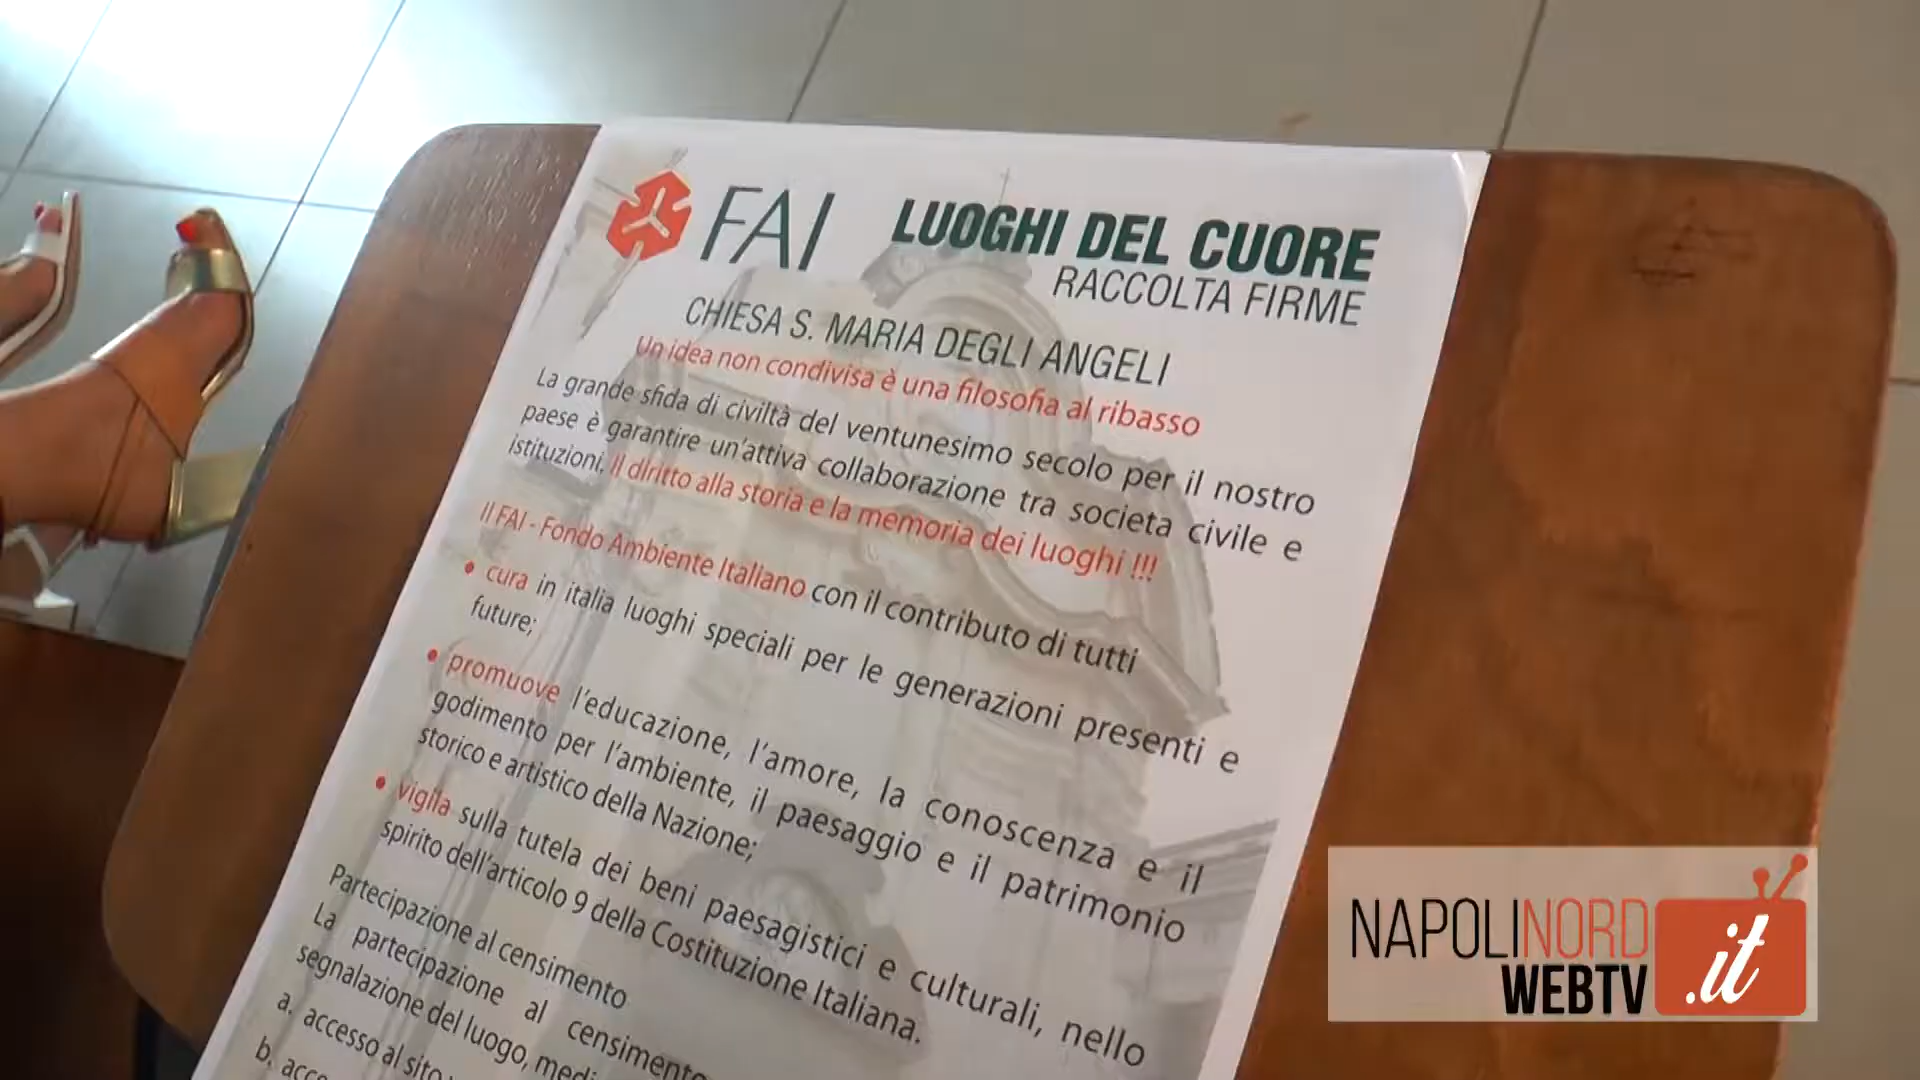 FAI
LUOGHI DEL CUORE
RACCOLTA FIRME
CHIESA S. MARIA DEGLI ANGELI
Un idea non condivisa è una filosofia al ribasso
La grande sfida di civiltà del ventunesimo secolo per il nostro
paese è garantire un'attiva collaborazione tra societa civile e
istituzioni. Il diritto alla storia e la memoria dei luoghi !!!
Il FAI - Fondo Ambiente Italiano con il contributo di tutti
• cura in italia luoghi speciali per le generazioni presenti e
future;
• promuove l'educazione, l'amore, la conoscenza e il
godimento per l'ambiente, il paesaggio e il patrimonio
storico e artistico della Nazione;
• vigila sulla tutela dei beni paesagistici e culturali, nello
spirito dell'articolo 9 della Costituzione Italiana.
Partecipazione al censimento
La partecipazione al censimento
segnalazione del luogo,
a. accesso al sito
b.
NAPOLINORD
WEBTV
.it